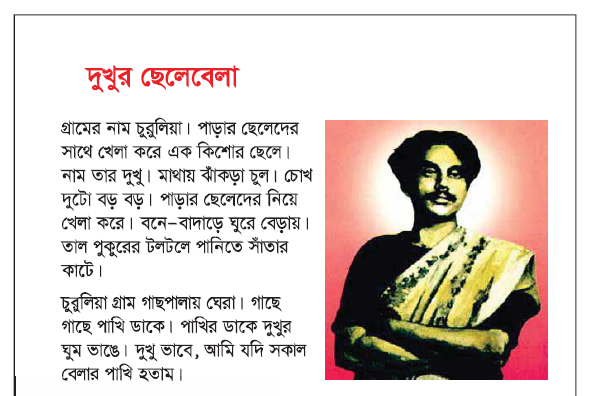 দুখুর ছেলেবেলা
গ্রামের নাম চুরুলিয়া। পাড়ার ছেলেদের
সাথে খেলা করে এক কিশোর ছেলে।
নাম তার দুখু। মাথায় ঝাঁকড়া চুল। চোখ
দুটো বড় বড়। পাড়ার ছেলেদের নিয়ে
খেলা করে। বনে-বাদাড়ে ঘুরে বেড়ায়।
তাল পুকুরের টলটলে পানিতে সাঁতার
কাটে।
চুরুলিয়া গ্রাম গাছপালায় ঘেরা। গাছে
গাছে পাখি ডাকে। পাখির ডাকে দুখুর
ঘুম ভাঙে। দুখু ভাবে, আমি যদি সকাল
বেলার পাখি হতাম।